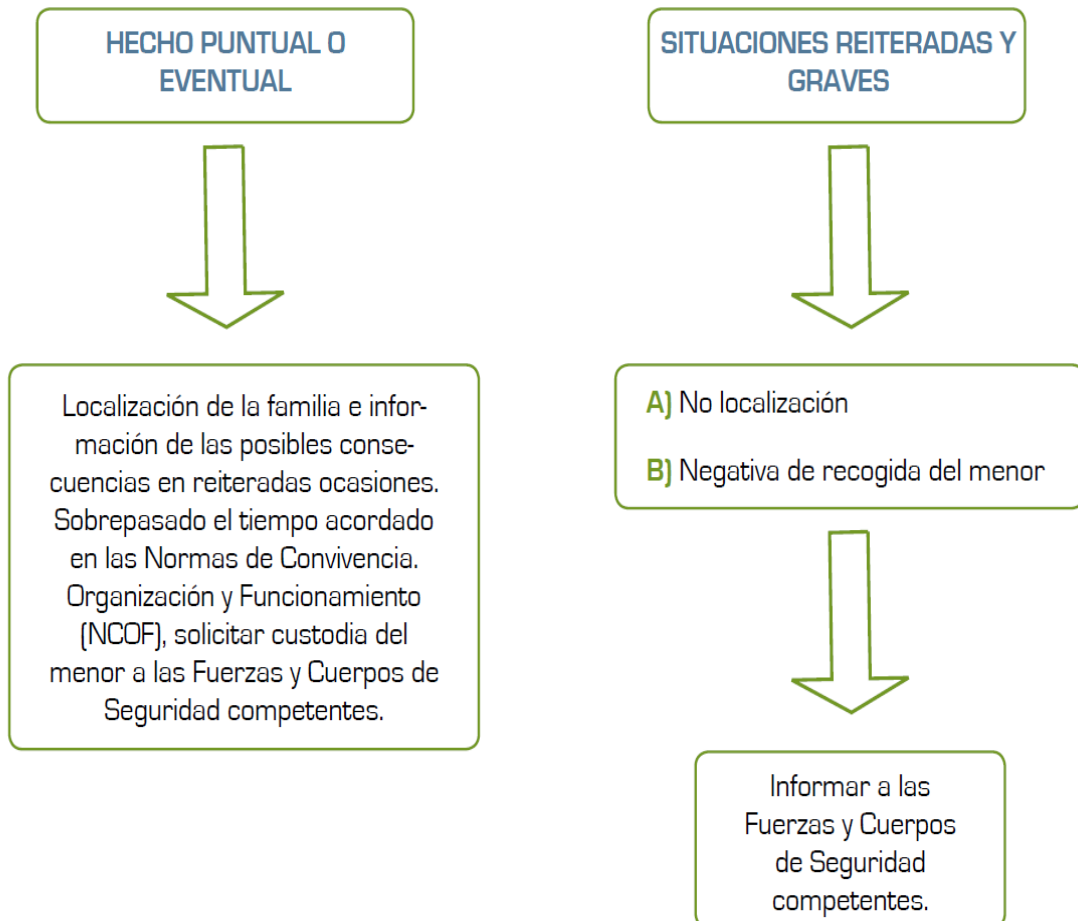 HECHO PUNTUAL O
EVENTUAL
Localización de la familia e infor-
mación de las posibles conse-
cuencias en reiteradas ocasiones.
Sobrepasado el tiempo acordado
en las Normas de Convivencia.
Organización y Funcionamiento
(NCOF), solicitar custodia del
menor a las Fuerzas y Cuerpos de
Seguridad competentes.
SITUACIONES REITERADAS Y
GRAVES
A) No localización
B) Negativa de recogida del menor
Informar a las
Fuerzas y Cuerpos
de Seguridad
competentes.